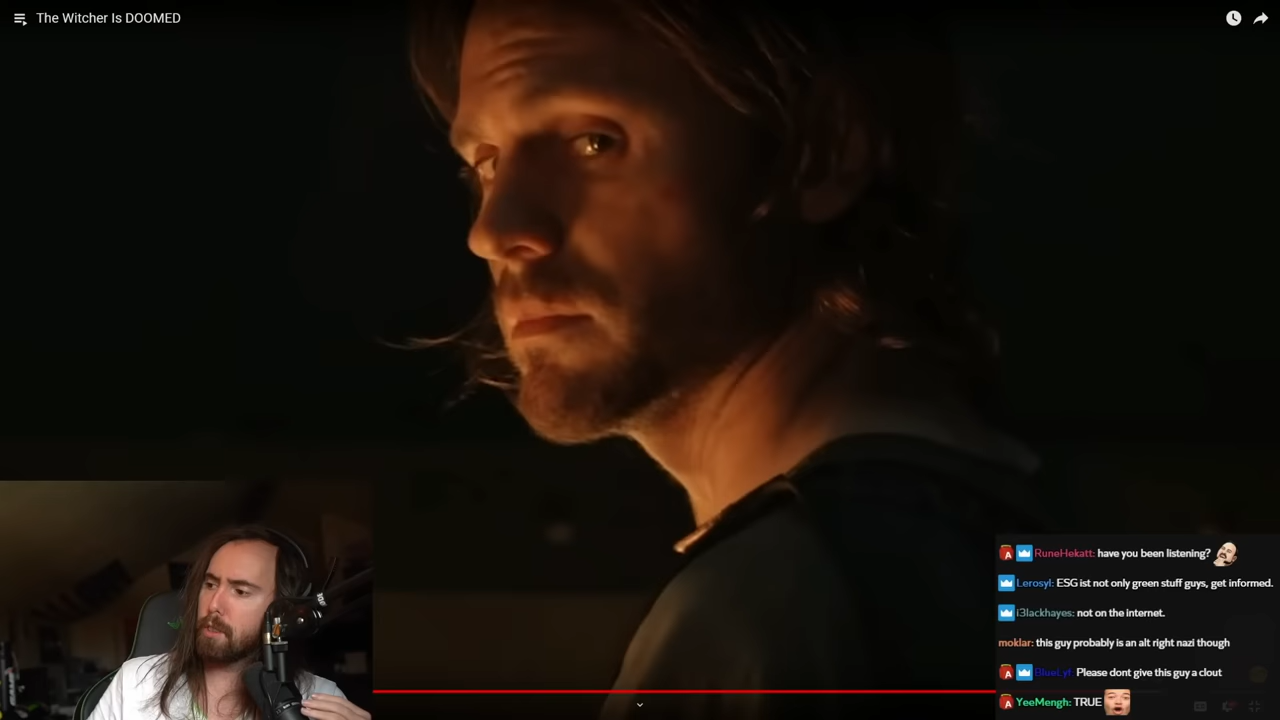 The Witcher Is DOOMED
RuneHekatt: have you been listening?
Lerosyl: ESG ist not only green stuff guys, get informed.
i3lackhayes: not on the internet.
moklar: this guy probably is an alt right nazi though
BlueLyf: Please dont give this guy a clout
YeeMengh: TRUE